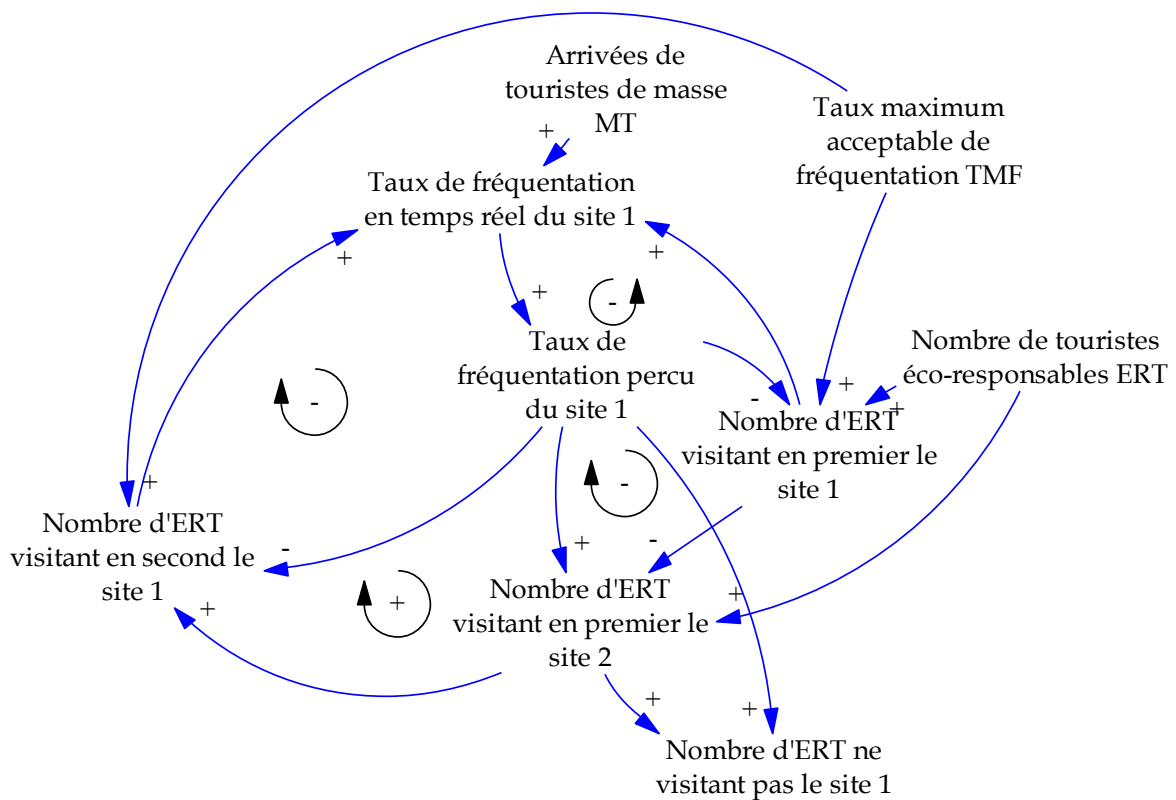 Arrivées de
touristes de masse
MT
+
Taux maximum
acceptable de
fréquentation TMF
Taux de fréquentation
en temps réel du site 1
+
+
+
-
Taux de
fréquentation percu
du site 1
Nombre de touristes
éco-responsables ERT
-
+
+
Nombre d'ERT
visitant en premier le
site 1
-
-
+
Nombre d'ERT
visitant en second le
site 1
-
+
-
Nombre d'ERT
visitant en premier le
site 2
+
+
+
+
+
Nombre d'ERT ne
visitant pas le site 1